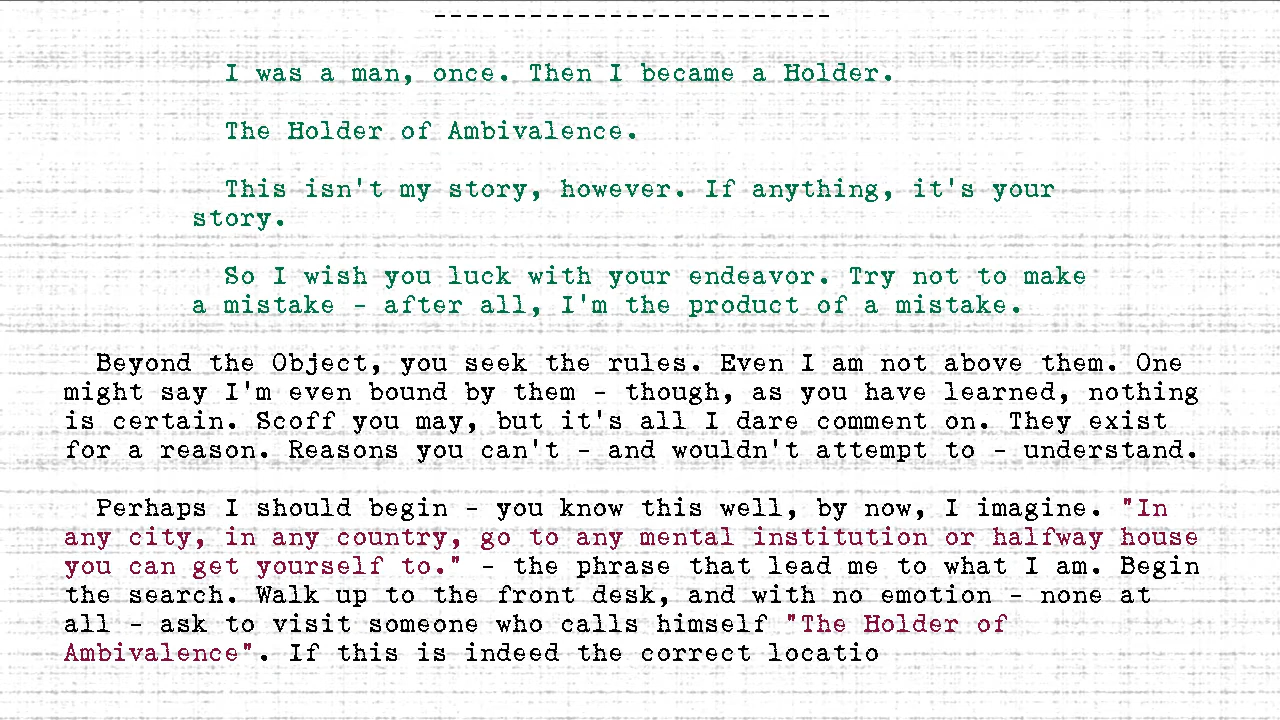 -------------------------
I was a man, once. Then I became a Holder.
The Holder of Ambivalence.
This isn't my story, however. If anything, it's your
story.
So I wish you luck with your endeavor. Try not to make
a mistake - after all, I'm the product of a mistake.
Beyond the Object, you seek the rules. Even I am not above them. One
might say I'm even bound by them - though, as you have learned, nothing
is certain. Scoff you may, but it's all I dare comment on. They exist
for a reason. Reasons you can't - and wouldn't attempt to - understand.
Perhaps I should begin - you know this well, by now, I imagine. "In
any city, in any country, go to any mental institution or halfway house
you can get yourself to." - the phrase that lead me to what I am. Begin
the search. Walk up to the front desk, and with no emotion - none at
all - ask to visit someone who calls himself "The Holder of
Ambivalence". If this is indeed the correct locatio